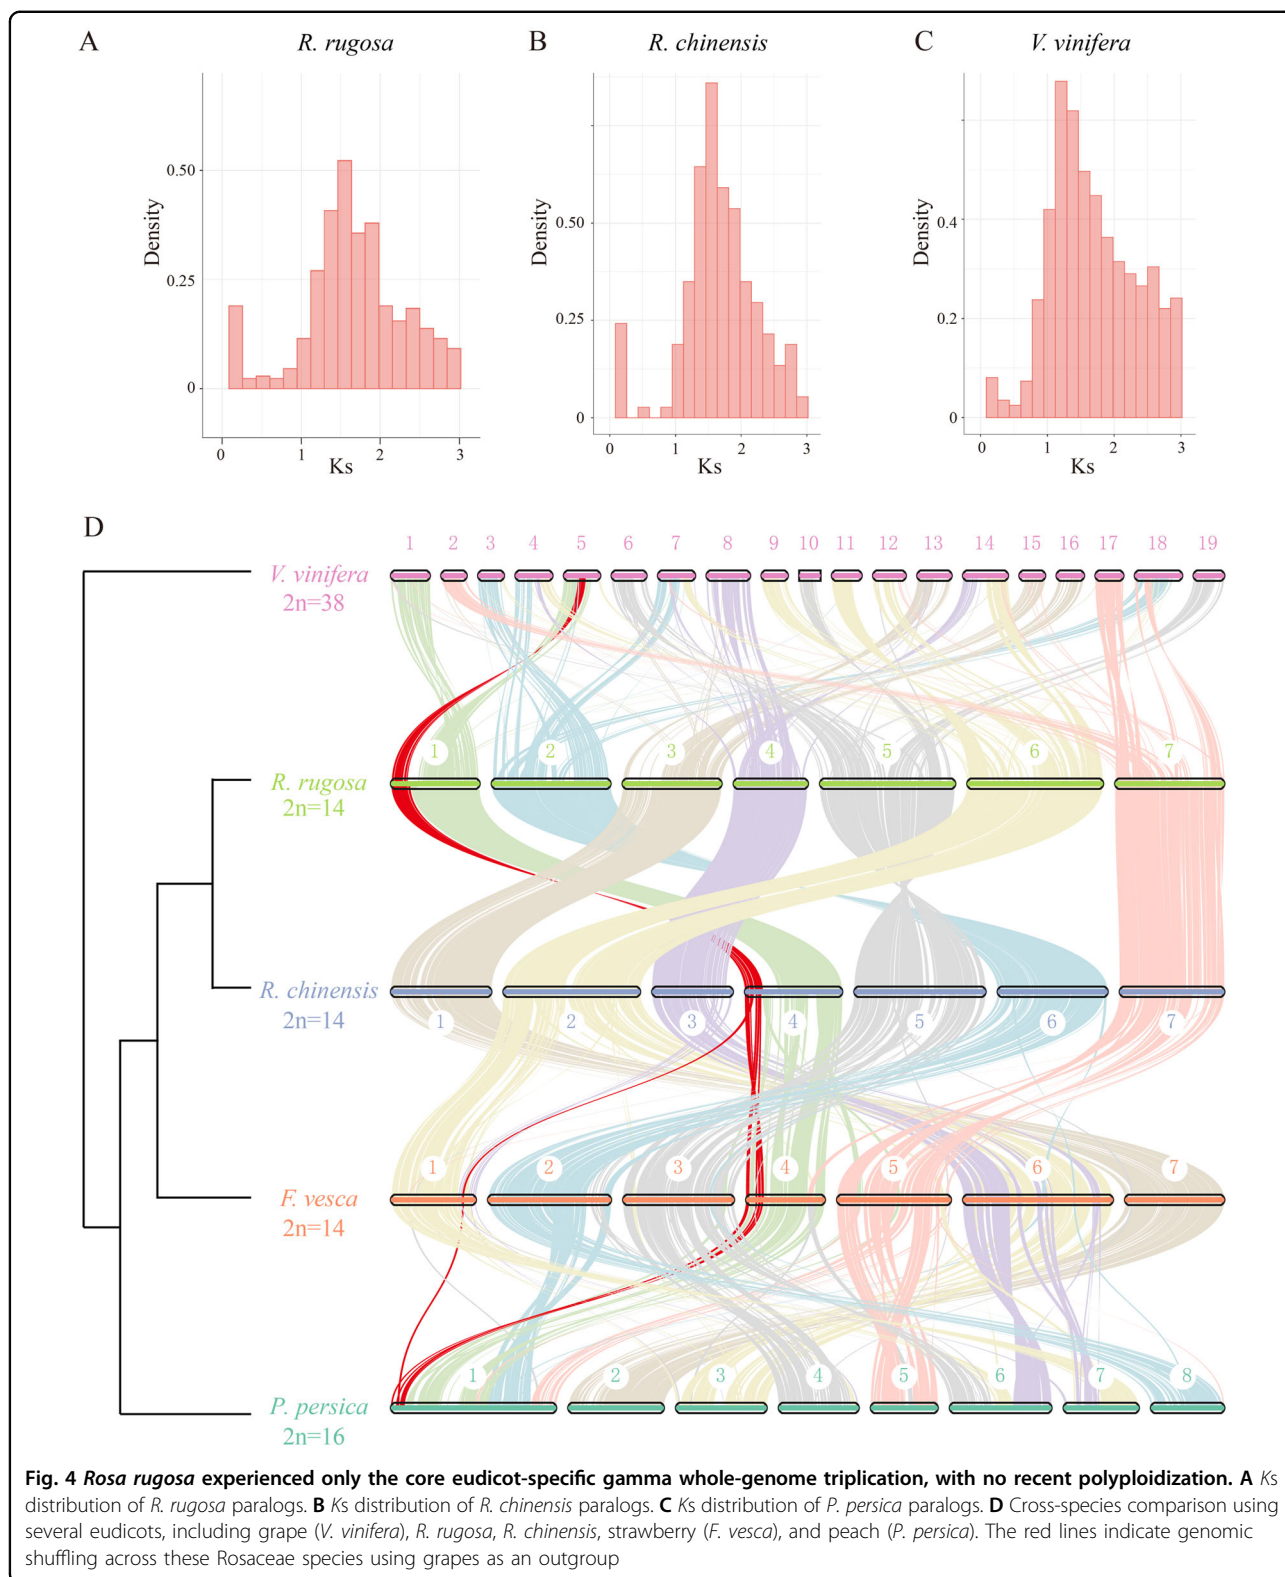 A
R. rugosa
B
R. chinensis
C
V. vinifera
Density
0.50
0.25
0
0
1
2
3
Ks
Density
0.50
0.25
0
0
1
2
3
Ks
Density
0.4
0.2
0
0
1
2
3
Ks
D
1 2 3 4 5 6 7 8 9 10 11 12 13 14 15 16 17 18 19
V. vinifera
2n=38
1 2 3 4 5 6 7
R. rugosa
2n=14
R. chinensis
2n=14
1 2 3 4 5 6 7
1 2 3 4 5 6 7
F. vesca
2n=14
1 2 3 4 5 6 7 8
P. persica
2n=16
Fig. 4 Rosa rugosa experienced only the core eudicot-specific gamma whole-genome triplication, with no recent polyploidization. A Ks
distribution of R. rugosa paralogs. B Ks distribution of R. chinensis paralogs. C Ks distribution of P. persica paralogs. D Cross-species comparison using
several eudicots, including grape (V. vinifera), R. rugosa, R. chinensis, strawberry (F. vesca), and peach (P. persica). The red lines indicate genomic
shuffling across these Rosaceae species using grapes as an outgroup